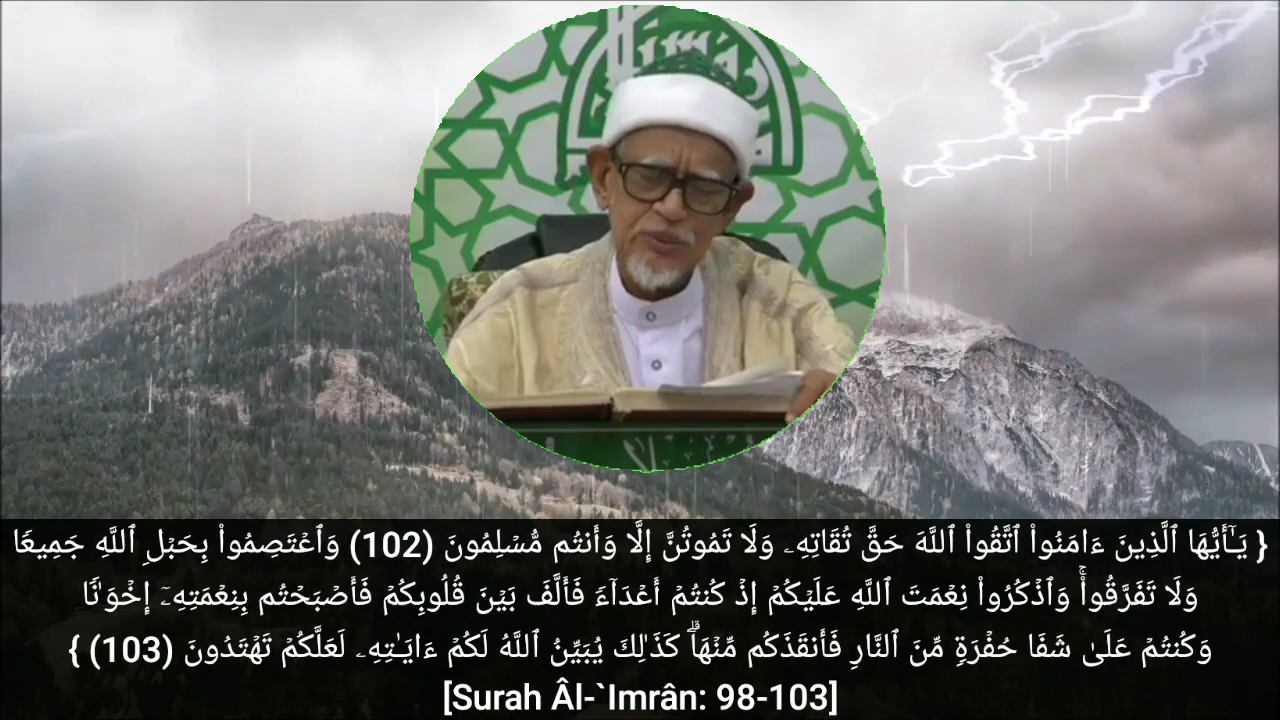 { يَـٰٓأَيُّهَا ٱلَّذِينَ ءَامَنُوا۟ ٱتَّقُوا۟ ٱللَّهَ حَقَّ تُقَاتِهِۦ وَلَا تَمُوتُنَّ إِلَّا وَأَنتُم مُّسۡلِمُونَ (102) وَٱعۡتَصِمُوا۟ بِحَبۡلِ ٱللَّهِ جَمِيعࣰا
وَلَا تَفَرَّقُوا۟ۚ وَٱذۡكُرُوا۟ نِعۡمَتَ ٱللَّهِ عَلَيۡكُمۡ إِذۡ كُنتُمۡ أَعۡدَاۤءࣰ فَأَلَّفَ بَيۡنَ قُلُوبِكُمۡ فَأَصۡبَحۡتُم بِنِعۡمَتِهِۦۤ إِخۡوَ ٰ⁠نࣰا
وَكُنتُمۡ عَلَىٰ شَفَا حُفۡرَةࣲ مِّنَ ٱلنَّارِ فَأَنقَذَكُم مِّنۡهَاۗ كَذَ ٰ⁠لِكَ يُبَيِّنُ ٱللَّهُ لَكُمۡ ءَايَـٰتِهِۦ لَعَلَّكُمۡ تَهۡتَدُونَ (103) }
[Surah Âl-`Imrân: 98-103]